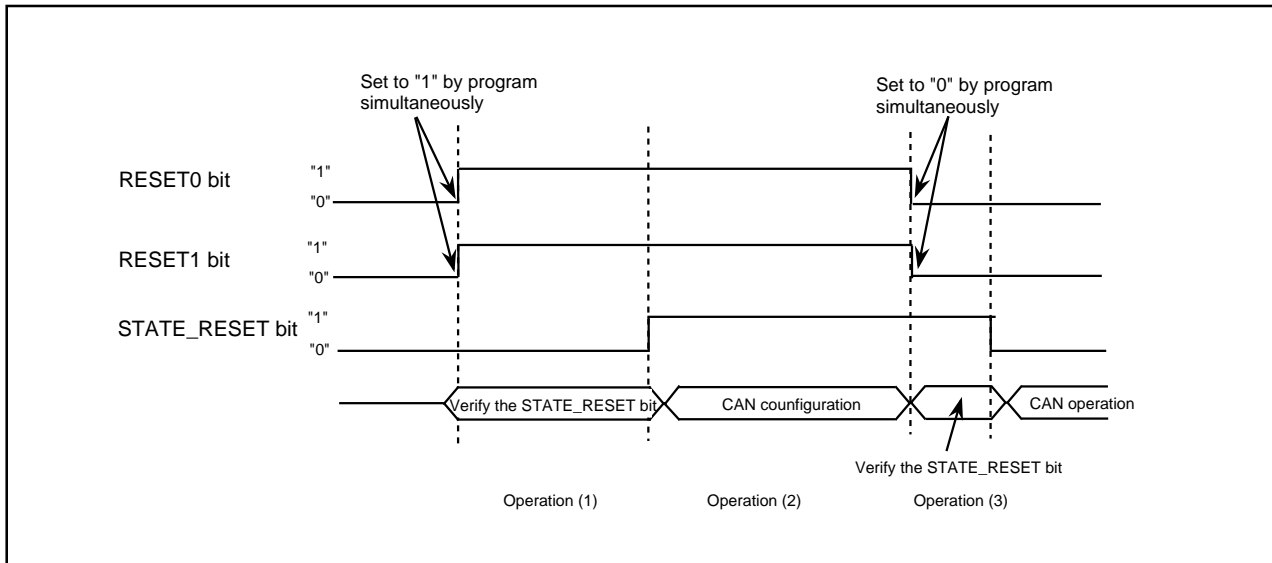 Set to "1" by program
simultaneously
Set to "0" by program
simultaneously
RESET0 bit
"1"
"0"
RESET1 bit
"1"
"0"
STATE_RESET bit
"1"
"0"
Verify the STATE_RESET bit
CAN counfiguration
CAN operation
Verify the STATE_RESET bit
Operation (1)
Operation (2)
Operation (3)